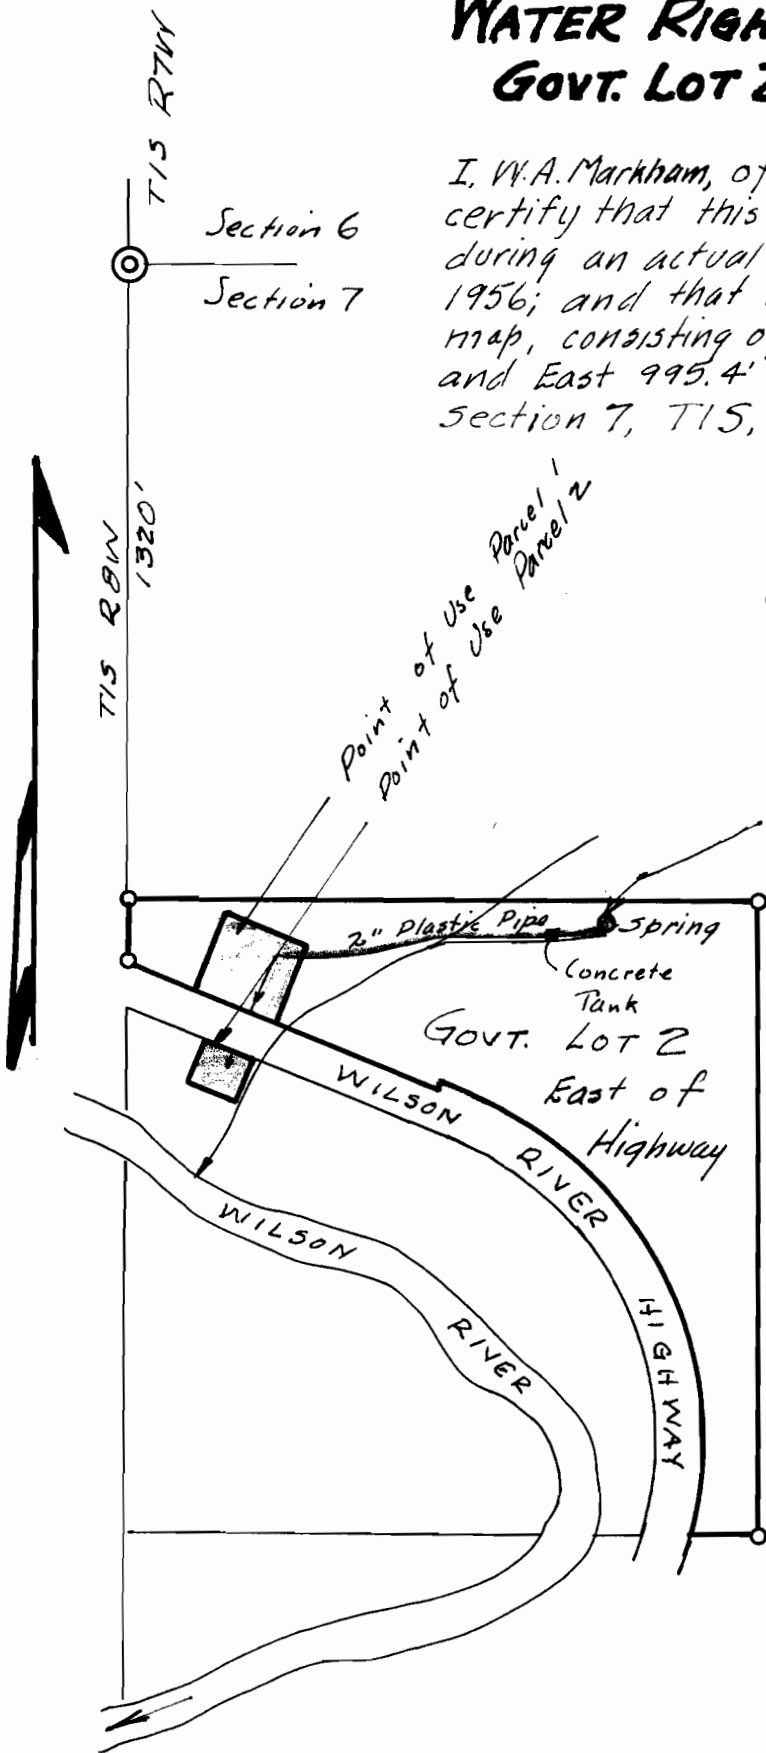 WATER RIGH
GOVT. LOT 2
T1S R7W
Section 6
Section 7
I, W.A. Markham, of
certify that this
during an actual
1956; and that
map, consisting of
and East 995.4'
Section 7, T1S,
T1S R8W
1320'
Point of Use Parcel 1
Point of Use Parcel 2
2" Plastic Pipe
Spring
Concrete
Tank
GOVT. LOT 2
East of
Highway
WILSON RIVER HIGHWAY
WILSON RIVER